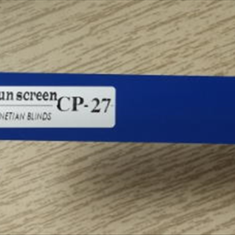 un screen CP-27
NETIAN BLINDS